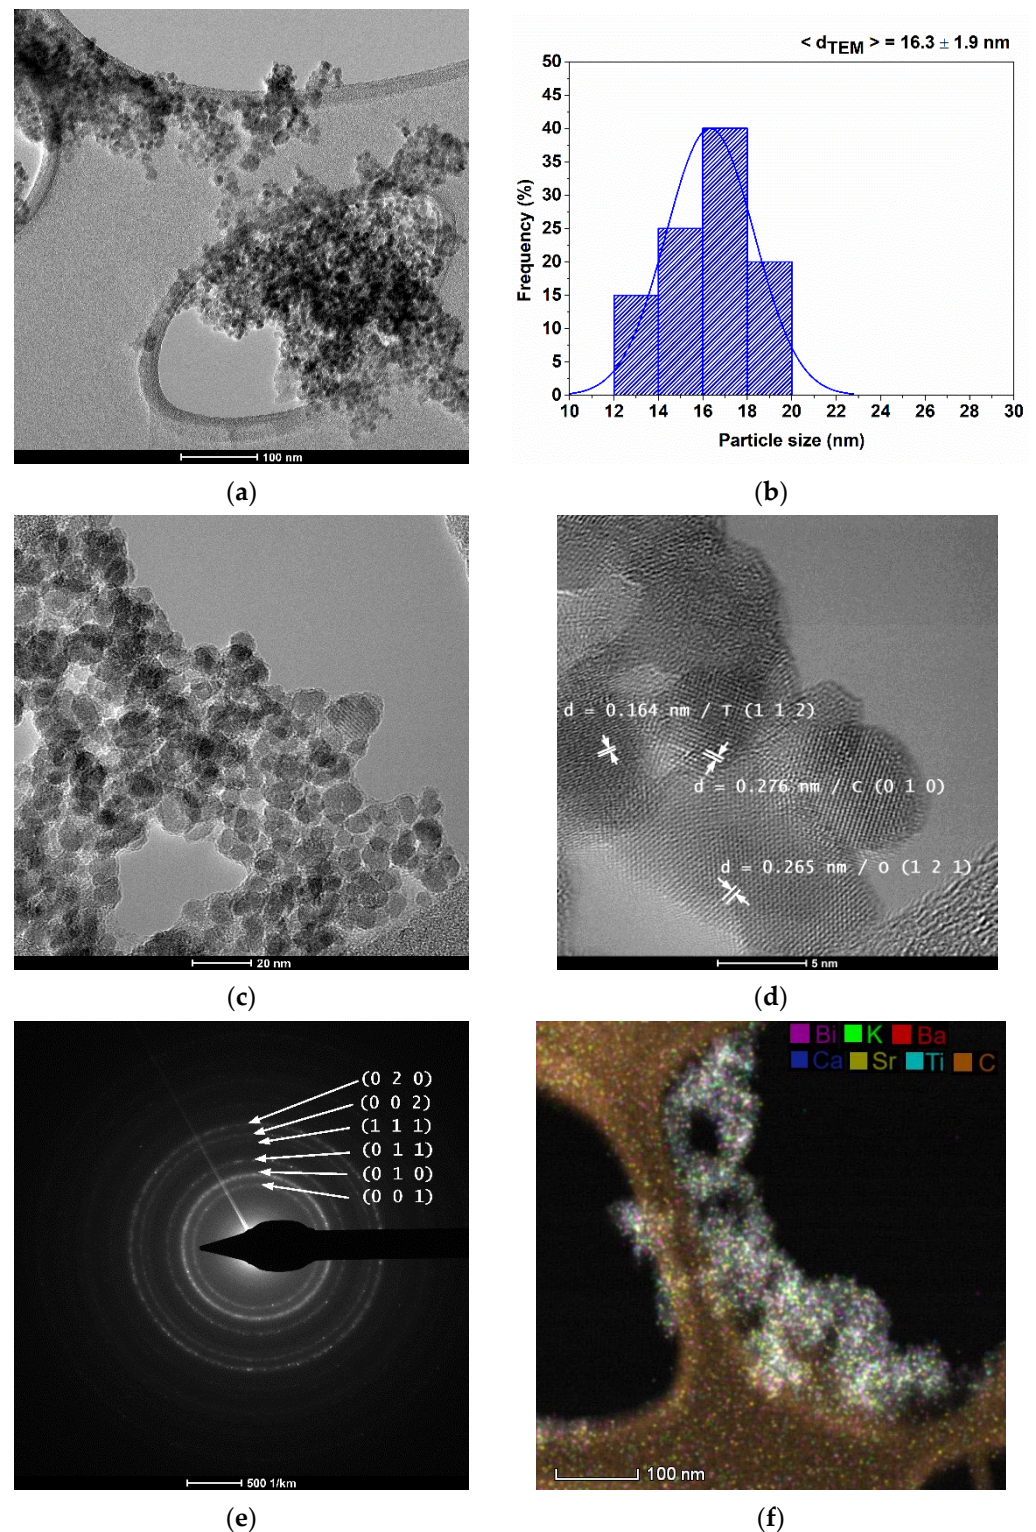 100 nm
(a)
< dTEM > = 16.3 ± 1.9 nm
50
45
40
35
30
25
20
15
10
5
0
10 12 14 16 18 20 22 24 26 28 30
Frequency (%)
Particle size (nm)
(b)
20 nm
(c)
d = 0.164 nm / T (1 1 2)
d = 0.276 nm / C (0 1 0)
d = 0.265 nm / O (1 2 1)
5 nm
(d)
(0 2 0)
(0 0 2)
(1 1 1)
(0 1 1)
(0 1 0)
(0 0 1)
500 1/km
(e)
Bi K Ba
Ca Sr Ti C
100 nm
(f)